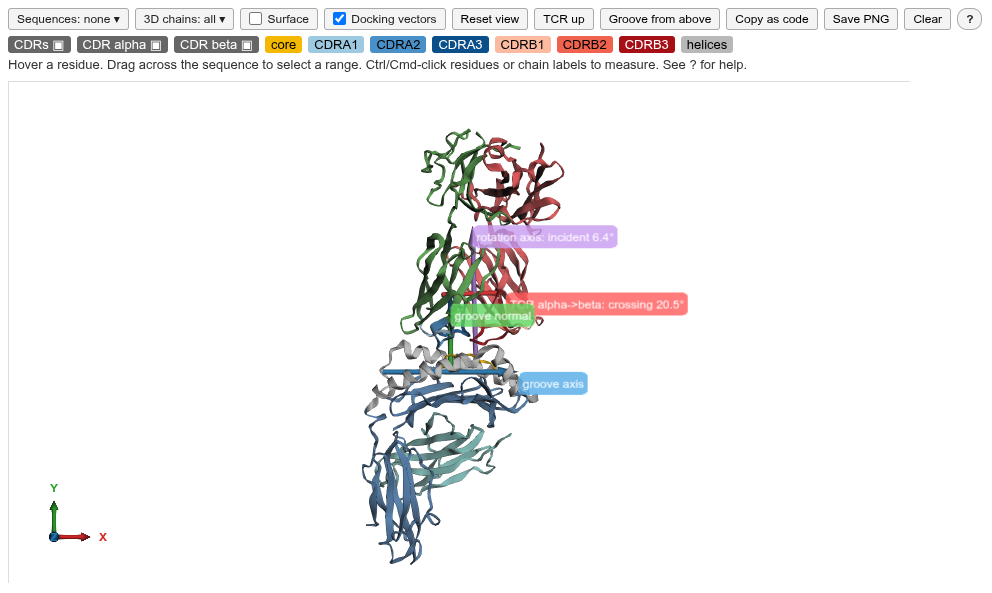 Sequences: none ▾ 3D chains: all ▾ Surface Docking vectors Reset view TCR up Groove from above Copy as code Save PNG Clear ?
CDRs ▣ CDR alpha ▣ CDR beta ▣ core CDRA1 CDRA2 CDRA3 CDRB1 CDRB2 CDRB3 helices
Hover a residue. Drag across the sequence to select a range. Ctrl/Cmd-click residues or chain labels to measure. See ? for help.
rotation axis: incident 6.4°
TCR alpha->beta: crossing 20.5°
groove normal
groove axis
Y
X